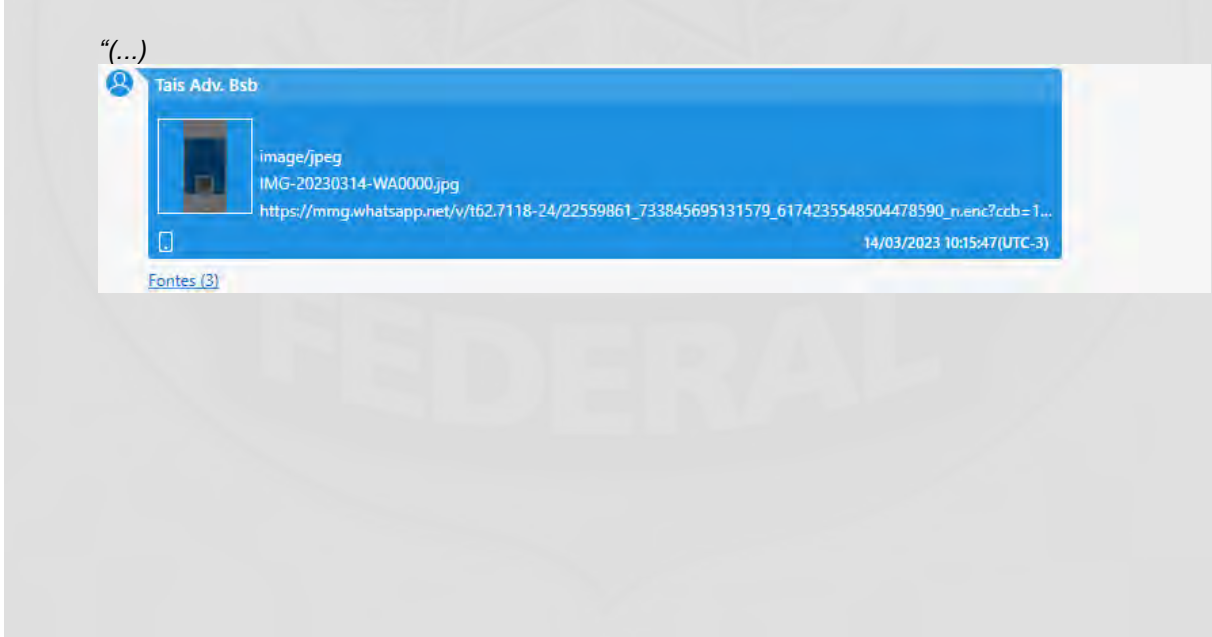 “(...)
Tais Adv. Bsb
image/jpeg
IMG-20230314-WA0000.jpg
https://mmg.whatsapp.net/v/t62.7118-24/22559861_733845695131579_6174235548504478590_n.enc?ccb=1...
14/03/2023 10:15:47(UTC-3)
Fontes (3)
FEDERAL